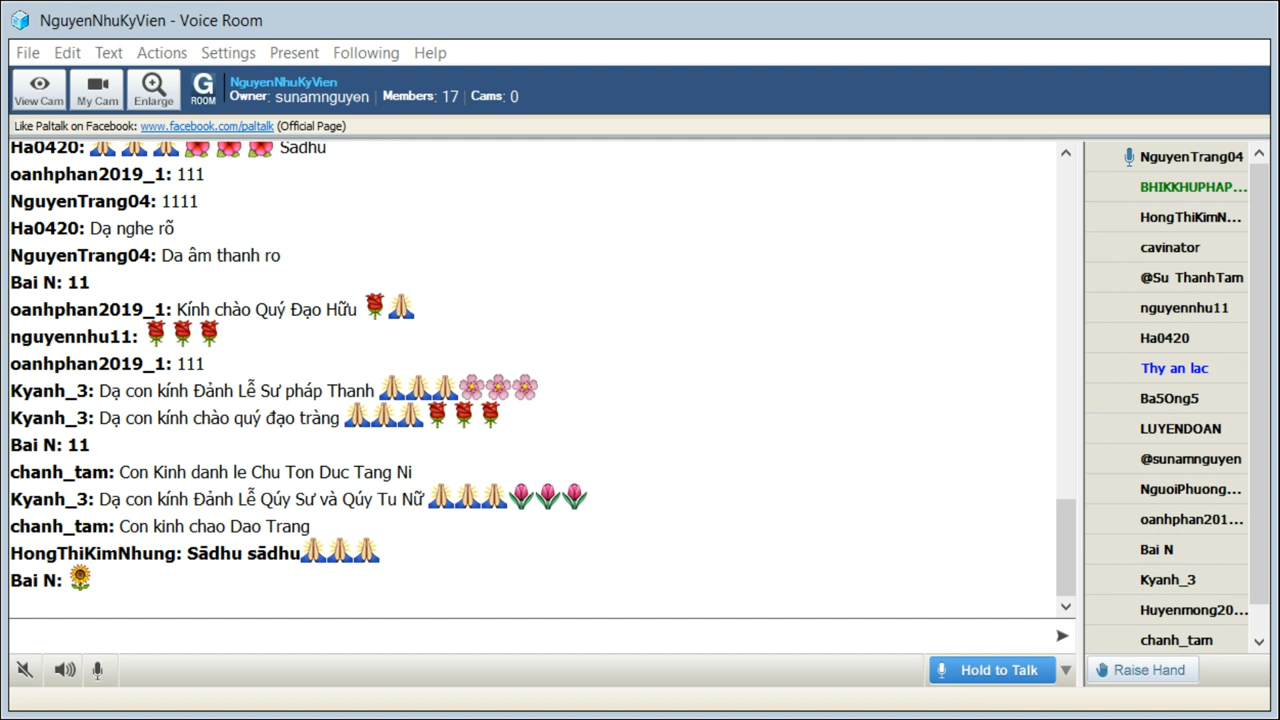 NguyenNhuKyVien - Voice Room
File Edit Text Actions Settings Present Following Help
View Cam My Cam Enlarge G ROOM
NguyenNhuKyVien
Owner: sunamnguyen | Members: 17 | Cams: 0
Like Paltalk on Facebook: www.facebook.com/paltalk (Official Page)
Ha0420: 🙏 🙏 🙏 🌺 🌺 🌺 Sadhu
oanhphan2019_1: 111
NguyenTrang04: 1111
Ha0420: Dạ nghe rõ
NguyenTrang04: Da âm thanh ro
Bai N: 11
oanhphan2019_1: Kính chào Quý Đạo Hữu 🌹🙏
nguyennhu11: 🌹🌹🌹
oanhphan2019_1: 111
Kyanh_3: Dạ con kính Đảnh Lễ Sư pháp Thanh 🙏🙏🙏🌸🌸🌸
Kyanh_3: Dạ con kính chào quý đạo tràng 🙏🙏🙏🌹🌹🌹
Bai N: 11
chanh_tam: Con Kinh danh le Chu Ton Duc Tang Ni
Kyanh_3: Dạ con kính Đảnh Lễ Qúy Sư và Qúy Tu Nữ 🙏🙏🙏🌷🌷🌷
chanh_tam: Con kinh chao Dao Trang
HongThiKimNhung: Sādhu sādhu🙏🙏🙏
Bai N: 🌻
NguyenTrang04
BHIKKHUPHAP...
HongThiKimN...
cavinator
@Su ThanhTam
nguyennhu11
Ha0420
Thy an lac
Ba5Ong5
LUYENDOAN
@sunamnguyen
NguoiPhuong...
oanhphan201...
Bai N
Kyanh_3
Huyenmong20...
chanh_tam
Hold to Talk
Raise Hand